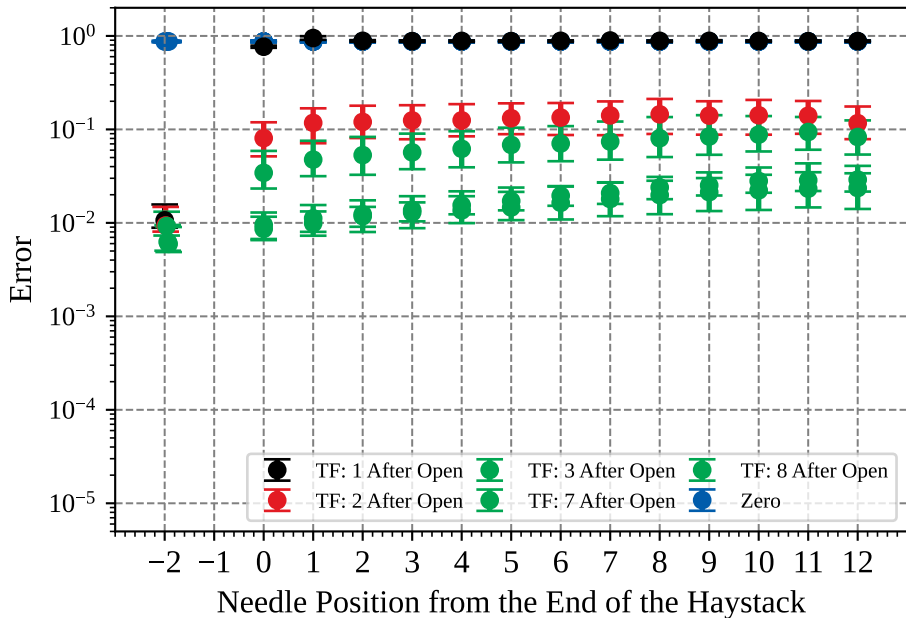 10⁰
10⁻¹
10⁻²
10⁻³
10⁻⁴
10⁻⁵
Error
TF: 1 After Open TF: 3 After Open TF: 8 After Open
TF: 2 After Open TF: 7 After Open Zero
−2 −1 0 1 2 3 4 5 6 7 8 9 10 11 12
Needle Position from the End of the Haystack